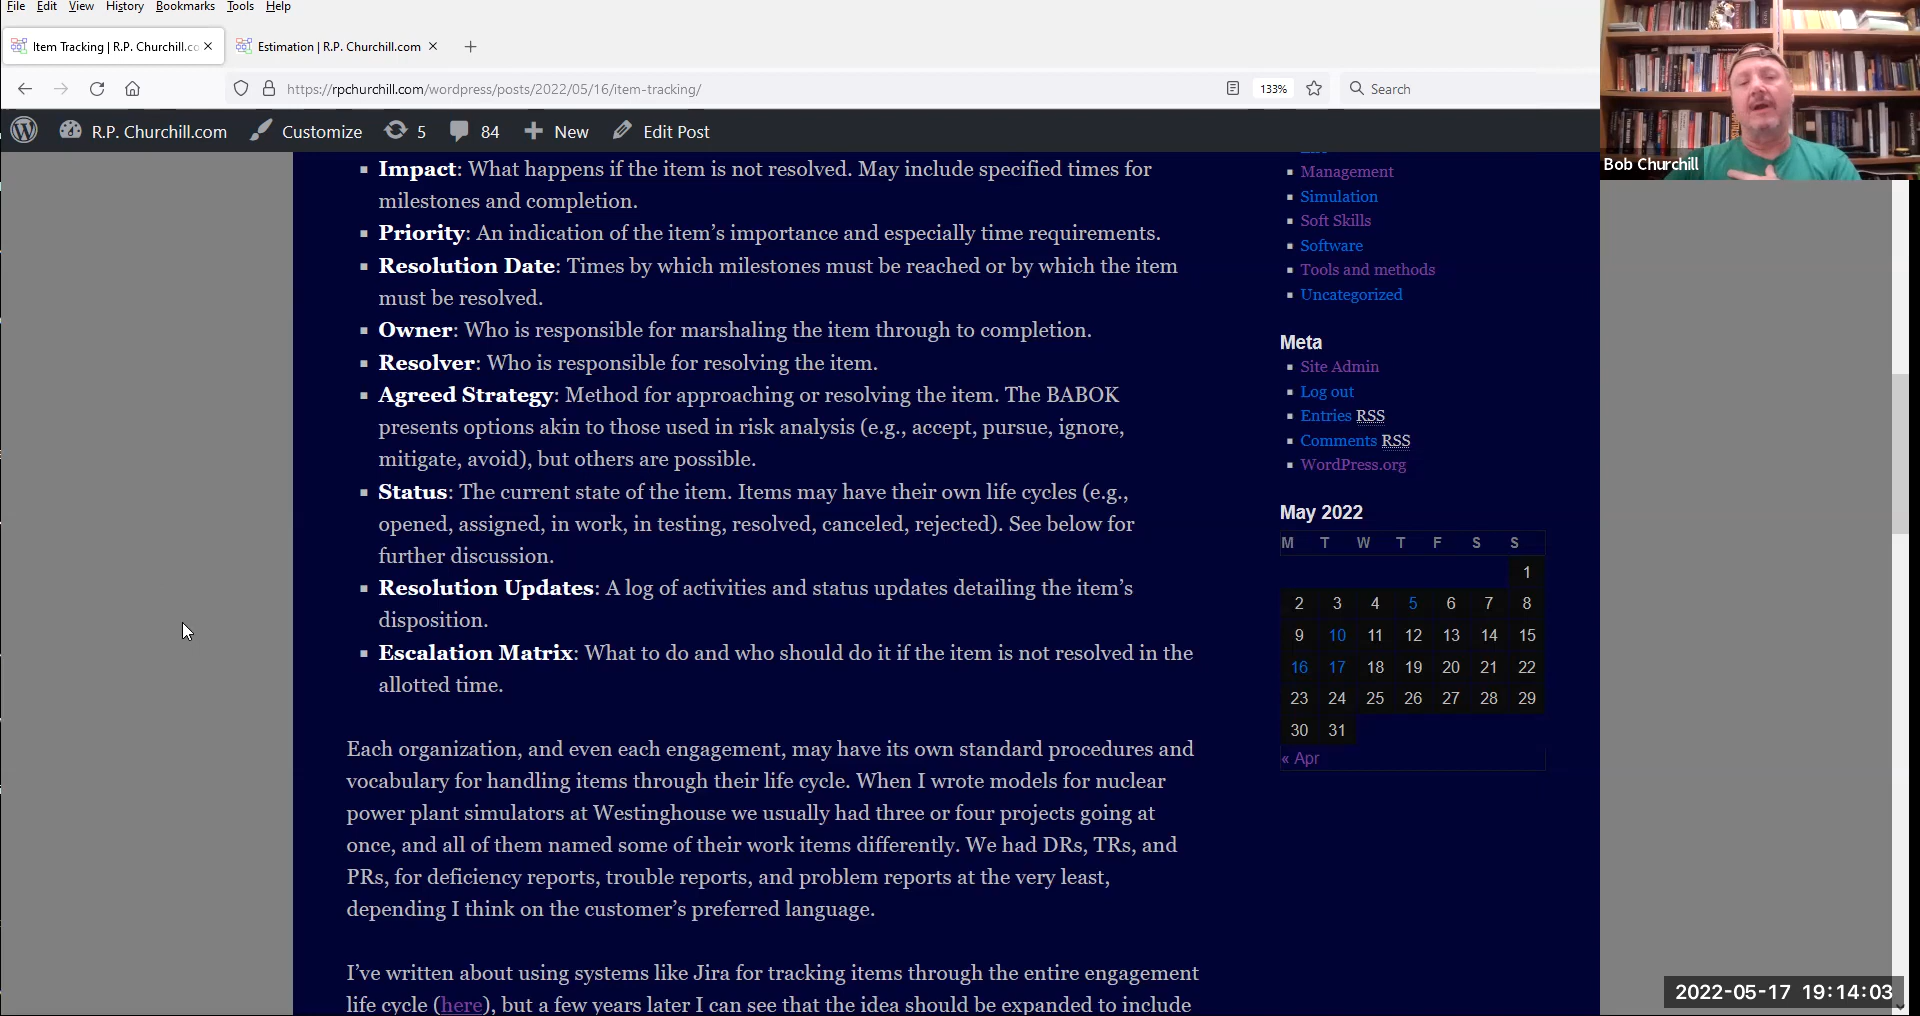 File Edit View History Bookmarks Tools Help
Item Tracking | R.P. Churchill.co
Estimation | R.P. Churchill.com
https://rpchurchill.com/wordpress/posts/2022/05/16/item-tracking/
133%
Search
R.P. Churchill.com Customize 5 84 New Edit Post
Bob Churchill
Impact: What happens if the item is not resolved. May include specified times for
milestones and completion.
Priority: An indication of the item's importance and especially time requirements.
Resolution Date: Times by which milestones must be reached or by which the item
must be resolved.
Owner: Who is responsible for marshaling the item through to completion.
Resolver: Who is responsible for resolving the item.
Agreed Strategy: Method for approaching or resolving the item. The BABOK
presents options akin to those used in risk analysis (e.g., accept, pursue, ignore,
mitigate, avoid), but others are possible.
Status: The current state of the item. Items may have their own life cycles (e.g.,
opened, assigned, in work, in testing, resolved, canceled, rejected). See below for
further discussion.
Resolution Updates: A log of activities and status updates detailing the item's
disposition.
Escalation Matrix: What to do and who should do it if the item is not resolved in the
allotted time.
Each organization, and even each engagement, may have its own standard procedures and
vocabulary for handling items through their life cycle. When I wrote models for nuclear
power plant simulators at Westinghouse we usually had three or four projects going at
once, and all of them named some of their work items differently. We had DRs, TRs, and
PRs, for deficiency reports, trouble reports, and problem reports at the very least,
depending I think on the customer's preferred language.
I've written about using systems like Jira for tracking items through the entire engagement
life cycle (here), but a few years later I can see that the idea should be expanded to include
Management
Simulation
Soft Skills
Software
Tools and methods
Uncategorized
Meta
Site Admin
Log out
Entries RSS
Comments RSS
WordPress.org
May 2022
M T W T F S S
1
2 3 4 5 6 7 8
9 10 11 12 13 14 15
16 17 18 19 20 21 22
23 24 25 26 27 28 29
30 31
« Apr
2022-05-17 19:14:03